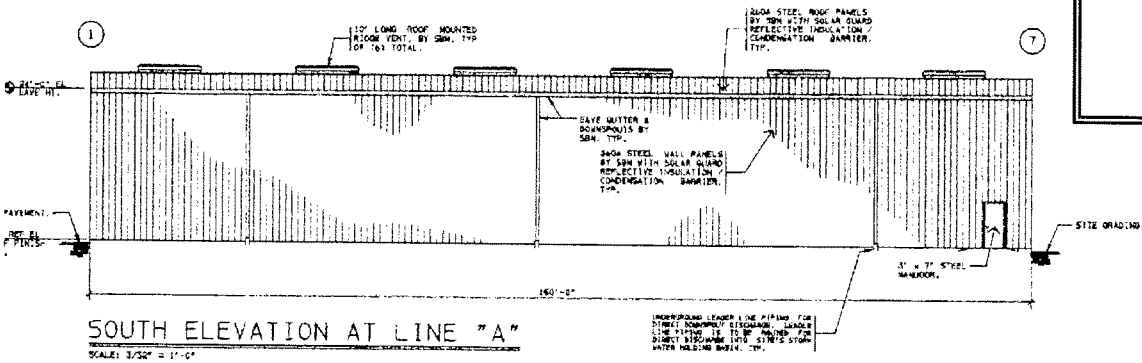 1
10' LONG ROOF MOUNTED
RIDGE VENT, BY SBM, TYP
OF (6) TOTAL.
26GA STEEL ROOF PANELS
BY SBM WITH SOLAR GUARD
REFLECTIVE INSULATION /
CONDENSATION BARRIER,
TYP.
7
EAVE HT.
EAVE GUTTER &
DOWNSPOUTS BY
SBM, TYP.
26GA STEEL WALL PANELS
BY SBM WITH SOLAR GUARD
REFLECTIVE INSULATION /
CONDENSATION BARRIER,
TYP.
PAVEMENT.
REF EL
F FINISH
SITE GRADING
3' x 7' STEEL
MANDOOR.
160'-0"
UNDERGROUND LEADER LINE PIPING FOR
DIRECT DOWNSPOUT DISCHARGE. LEADER
LINE PIPING IS TO BE ROUTED FOR
DIRECT DISCHARGE INTO SITE'S STORM
WATER HOLDING BASIN, TYP.
SOUTH ELEVATION AT LINE "A"
SCALE: 3/32" = 1'-0"